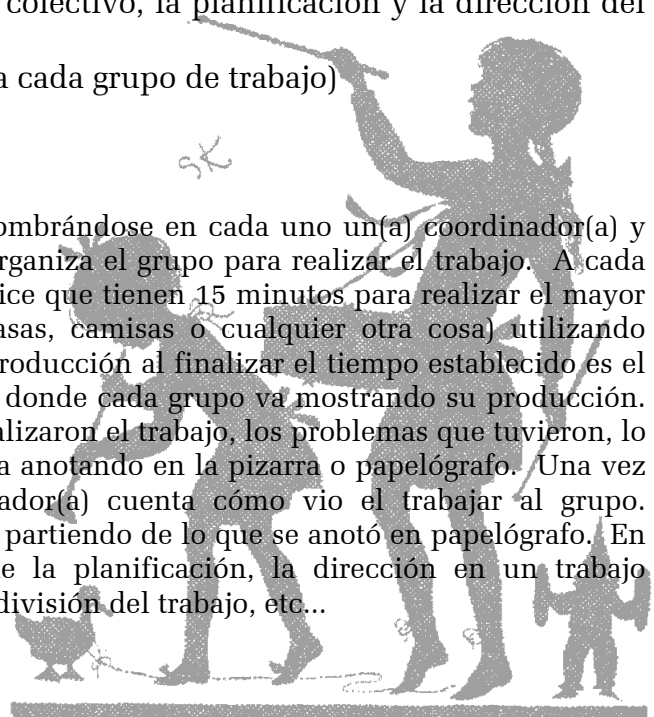 colectivo, la planificación y la dirección del
a cada grupo de trabajo)
SK
ombrándose en cada uno un(a) coordinador(a) y
rganiza el grupo para realizar el trabajo. A cada
ice que tienen 15 minutos para realizar el mayor
asas, camisas o cualquier otra cosa) utilizando
roducción al finalizar el tiempo establecido es el
donde cada grupo va mostrando su producción.
alizaron el trabajo, los problemas que tuvieron, lo
a anotando en la pizarra o papelógrafo. Una vez
ador(a) cuenta cómo vio el trabajar al grupo.
partiendo de lo que se anotó en papelógrafo. En
e la planificación, la dirección en un trabajo
división del trabajo, etc...